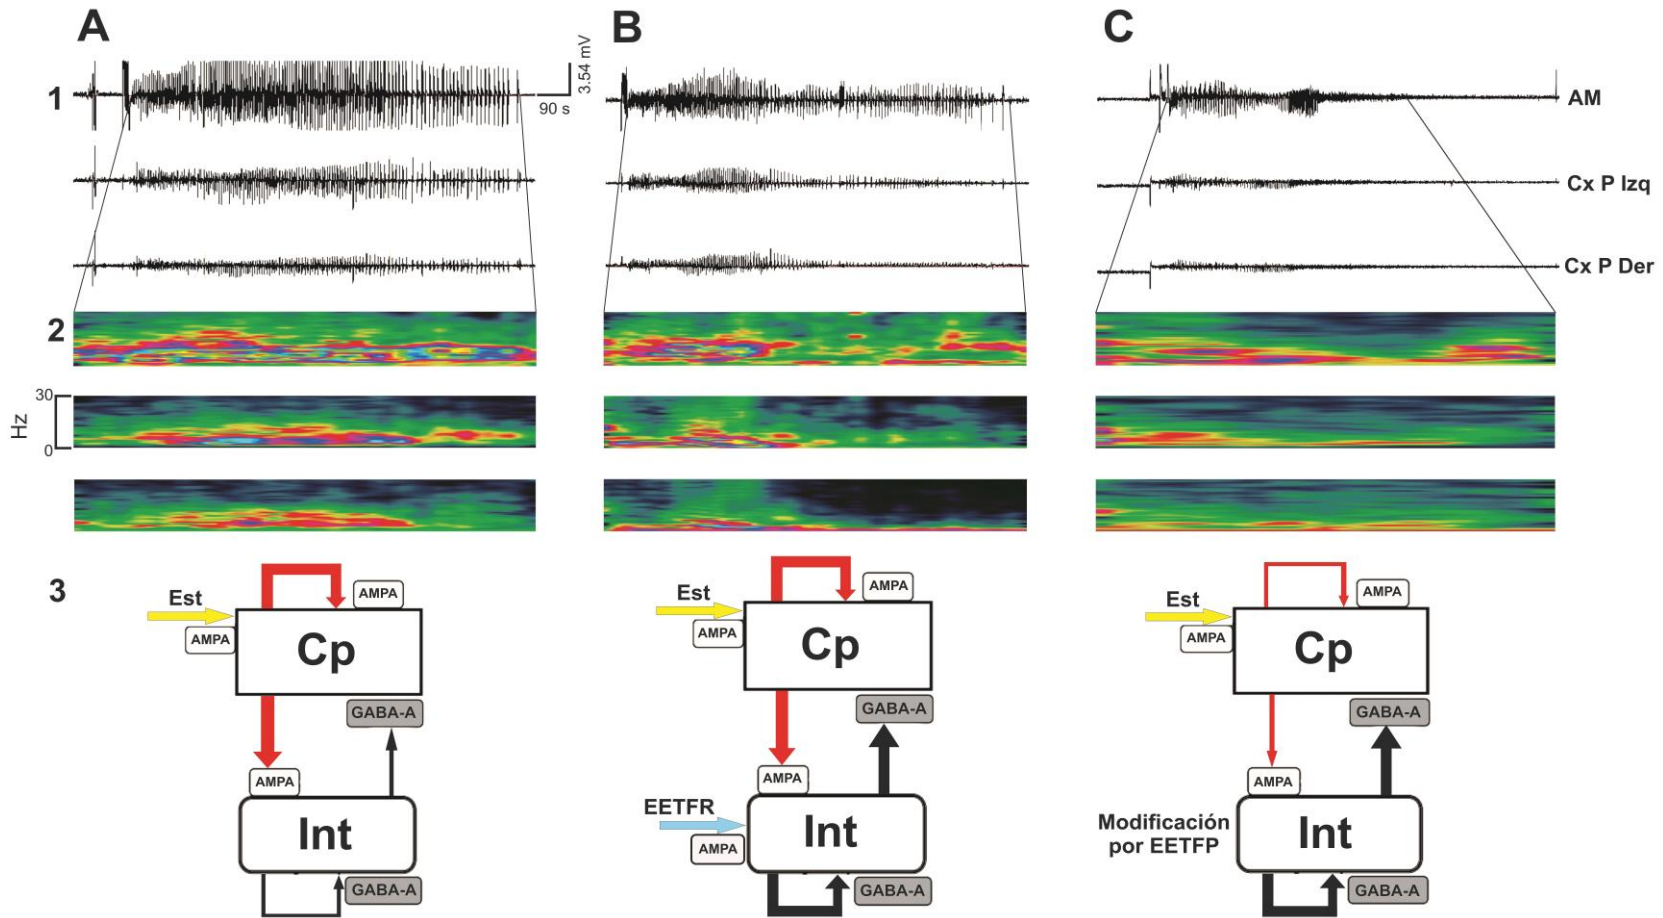 A
B
C
1
3.54 mV
90 s
AM
Cx P Izq
Cx P Der
2
30
Hz
0
3
Est
AMPA
AMPA
Cp
GABA-A
AMPA
Int
GABA-A
Est
AMPA
AMPA
Cp
GABA-A
AMPA
EETFR
AMPA
Int
GABA-A
Est
AMPA
AMPA
Cp
GABA-A
AMPA
Modificación
por EETFP
Int
GABA-A